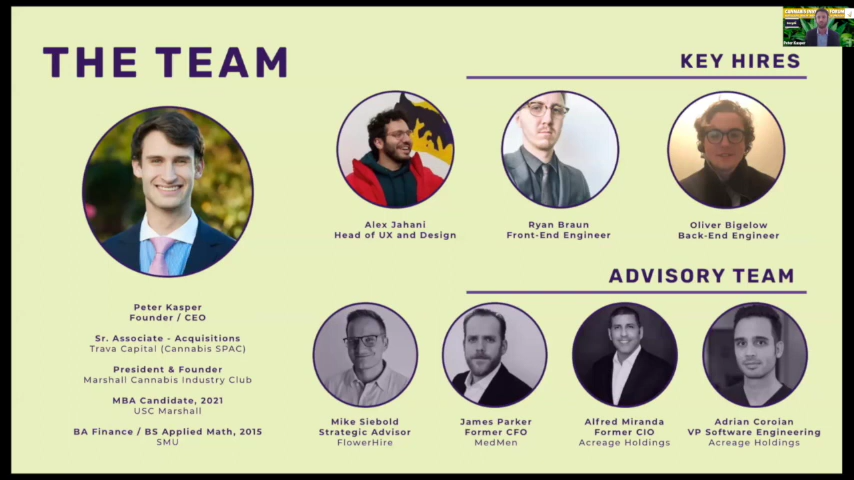 THE TEAM
Peter Kasper
Founder / CEO
Sr. Associate - Acquisitions
Trava Capital (Cannabis SPAC)
President & Founder
Marshall Cannabis Industry Club
MBA Candidate, 2021
USC Marshall
BA Finance / BS Applied Math, 2015
SMU
KEY HIRES
Alex Jahani
Head of UX and Design
Ryan Braun
Front-End Engineer
Oliver Bigelow
Back-End Engineer
ADVISORY TEAM
Mike Siebold
Strategic Advisor
FlowerHire
James Parker
Former CFO
MedMen
Alfred Miranda
Former CIO
Acreage Holdings
Adrian Coroian
VP Software Engineering
Acreage Holdings
Peter Kasper